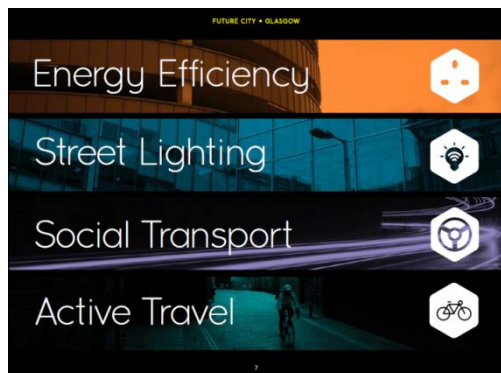 FUTURE CITY • GLASGOW
Energy Efficiency
Street Lighting
Social Transport
Active Travel
7